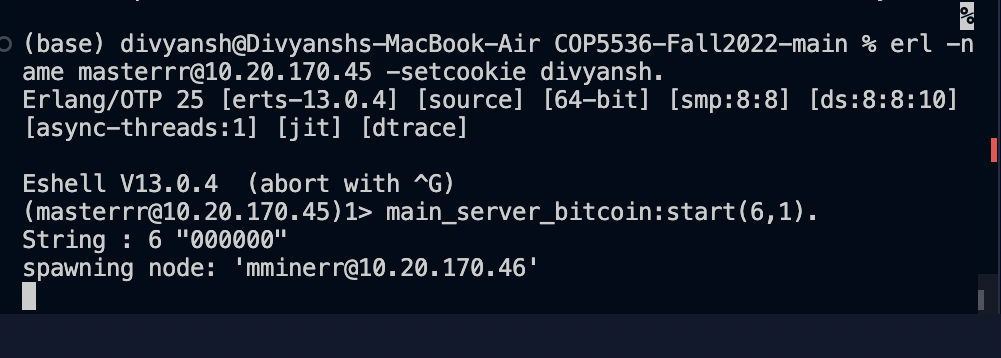 %
(base) divyansh@Divyanshs-MacBook-Air COP5536-Fall2022-main % erl -n
ame masterrr@10.20.170.45 -setcookie divyansh.
Erlang/OTP 25 [erts-13.0.4] [source] [64-bit] [smp:8:8] [ds:8:8:10]
[async-threads:1] [jit] [dtrace]
Eshell V13.0.4  (abort with ^G)
(masterrr@10.20.170.45)1> main_server_bitcoin:start(6,1).
String : 6 "000000"
spawning node: 'mminerr@10.20.170.46'